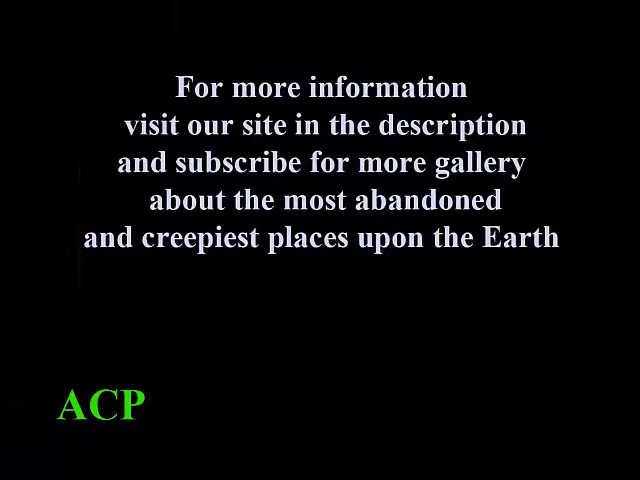 For more information
visit our site in the description
and subscribe for more gallery
about the most abandoned
and creepiest places upon the Earth
ACP